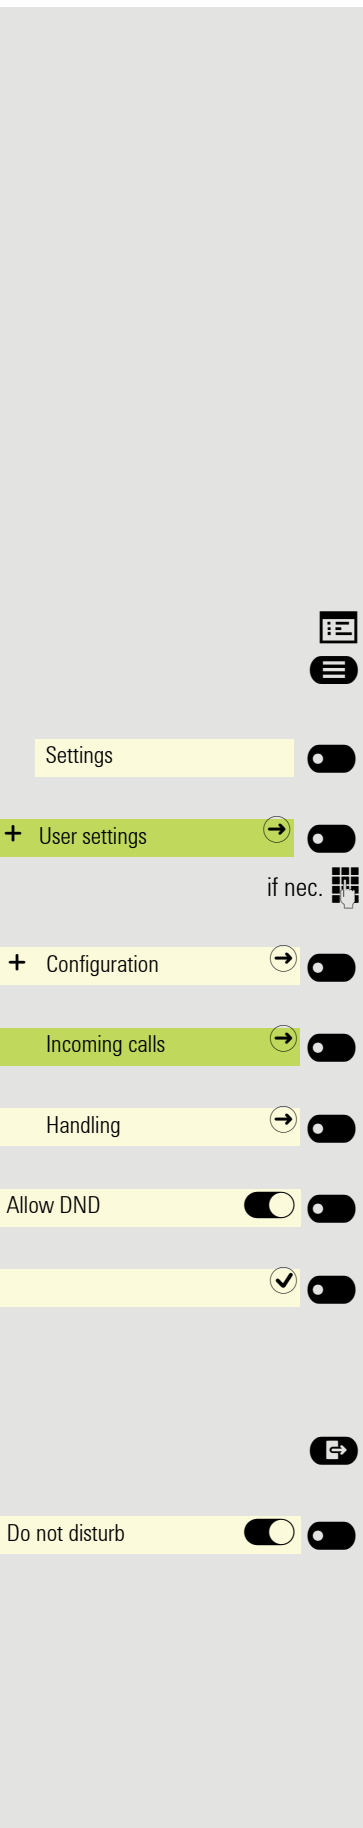 Settings
+ User settings
if nec.
+ Configuration
Incoming calls
Handling
Allow DND
Do not disturb